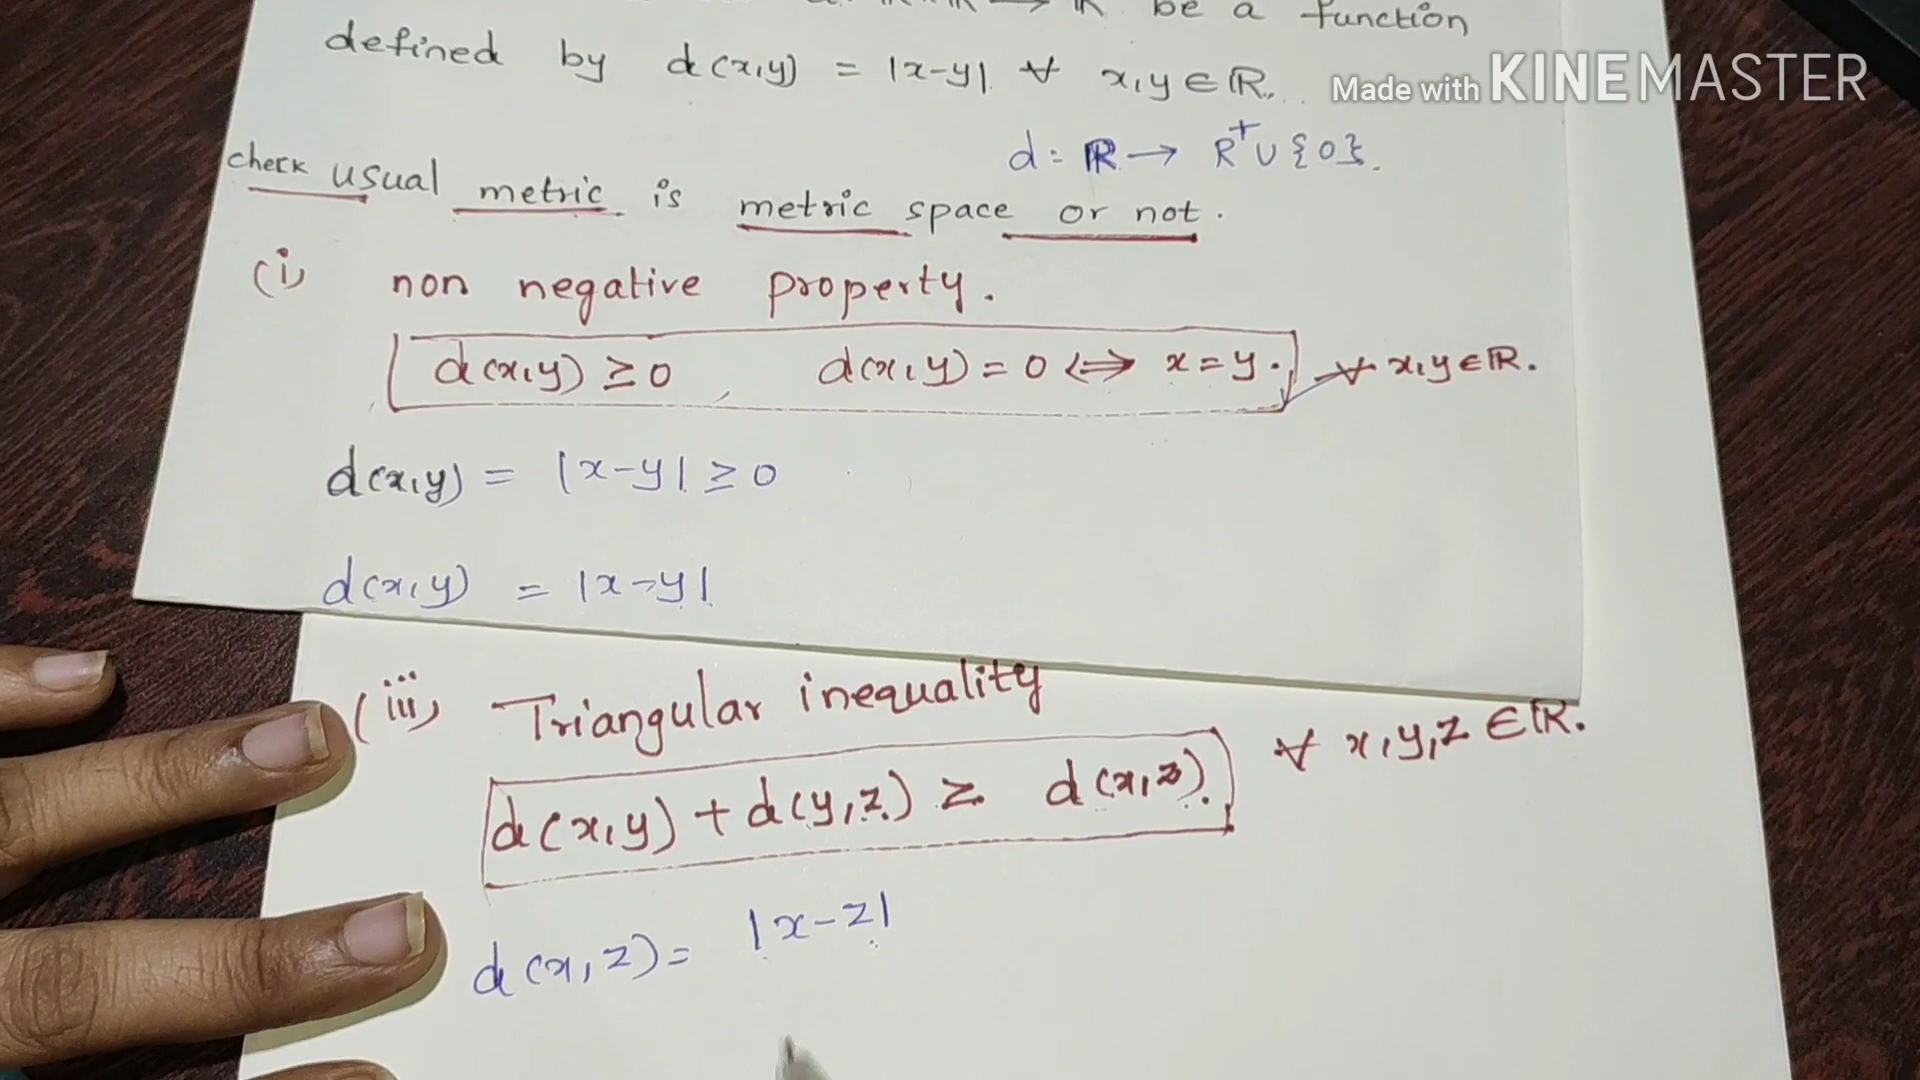 be a function
defined by d(x,y) = |x-y| ∀ x,y ∈ ℝ.
Made with KINEMASTER
d = ℝ → R⁺ ∪ {0}.
check usual metric is metric space or not.
(i) non negative property.
d(x,y) ≥ 0, d(x,y) = 0 ⟺ x = y. ∀ x,y ∈ ℝ.
d(x,y) = |x-y| ≥ 0
d(x,y) = |x-y|
(iii) Triangular inequality
d(x,y) + d(y,z) ≥ d(x,z). ∀ x,y,z ∈ ℝ.
d(x,z) = |x-z|